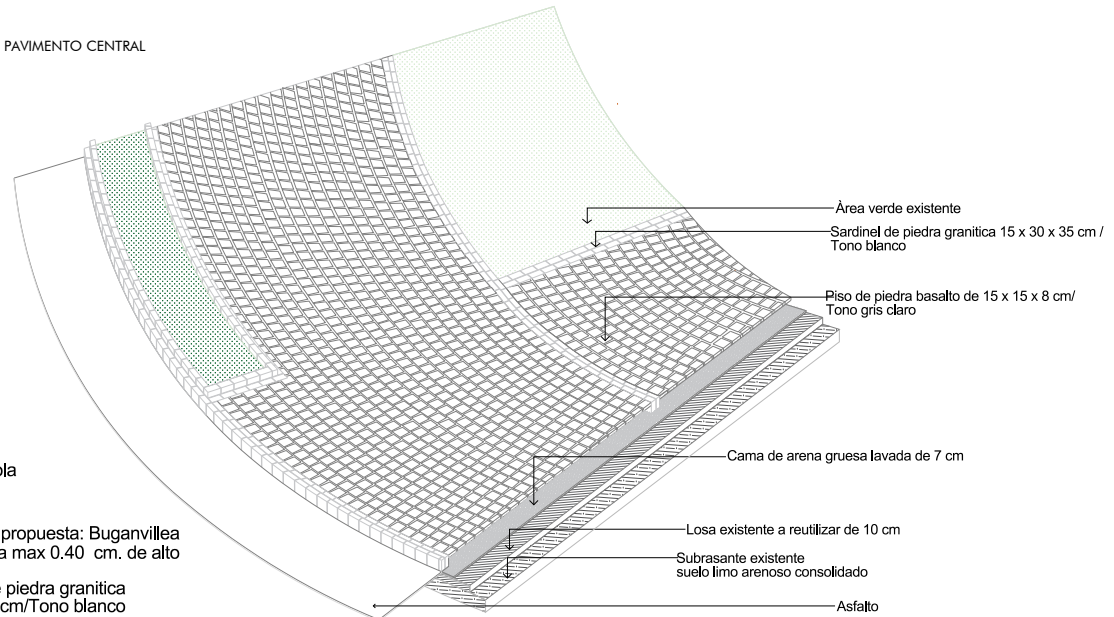 PAVIMENTO CENTRAL
Àrea verde existente
Sardinel de piedra granitica 15 x 30 x 35 cm /
Tono blanco
Piso de piedra basalto de 15 x 15 x 8 cm/
Tono gris claro
Cama de arena gruesa lavada de 7 cm
Losa existente a reutilizar de 10 cm
Subrasante existente
suelo limo arenoso consolidado
Asfalto
propuesta: Buganvillea
max 0.40 cm. de alto
piedra granitica
cm/Tono blanco